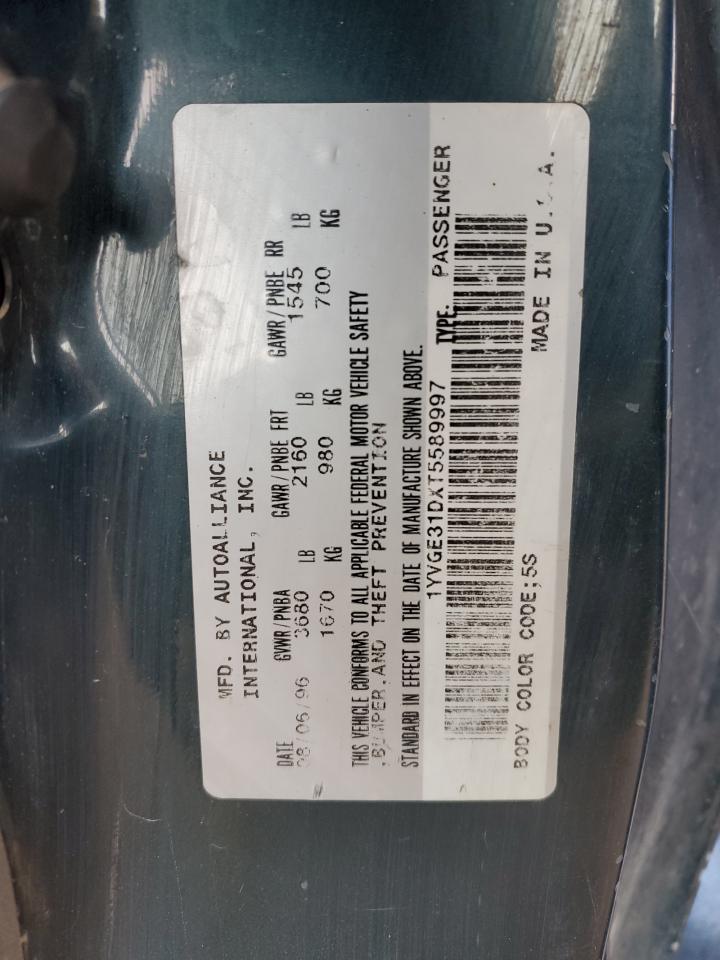 MFD. BY AUTOALLIANCE
INTERNATIONAL, INC.
DATE GVWR/PNBA GAWR/PNBE FRT GAWR/PNBE RR
08/06/96 3680 LB 2160 LB 1545 LB
1670 KG 980 KG 700 KG
THIS VEHICLE CONFORMS TO ALL APPLICABLE FEDERAL MOTOR VEHICLE SAFETY
,BUMPER,AND THEFT PREVENTION
STANDARD IN EFFECT ON THE DATE OF MANUFACTURE SHOWN ABOVE.
1YVGE31DXT5589997 TYPE: PASSENGER
BODY COLOR CODE;5S MADE IN U.S.A.